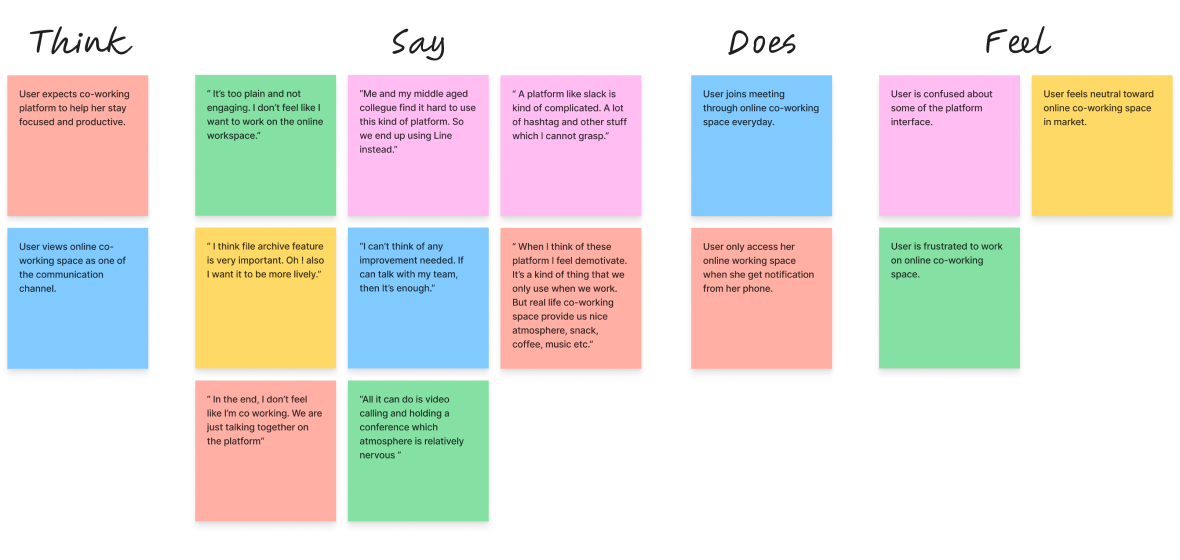 Think
Say
Does
Feel
User expects co-working
platform to help her stay
focused and productive.
User views online co-
working space as one of
the communication
channel.
“ It’s too plain and not
engaging. I don’t feel like I
want to work on the online
workspace.”
“Me and my middle aged
collegue find it hard to use
this kind of platform. So
we end up using Line
instead.”
“ A platform like slack is
kind of complicated. A lot
of hashtag and other stuff
which I cannot grasp.”
“ I think file archive feature
is very important. Oh ! also
I want it to be more lively.”
“I can’t think of any
improvement needed. If
can talk with my team,
then It’s enough.”
“ When I think of these
platform I feel demotivate.
It’s a kind of thing that we
only use when we work.
But real life co-working
space provide us nice
atmosphere, snack,
coffee, music etc.”
“ In the end, I don’t feel
like I’m co working. We are
just talking together on
the platform”
“All it can do is video
calling and holding a
conference which
atmosphere is relatively
nervous ”
User joins meeting
through online co-working
space everyday.
User only access her
online working space
when she get notification
from her phone.
User is confused about
some of the platform
interface.
User feels neutral toward
online co-working space
in market.
User is frustrated to work
on online co-working
space.